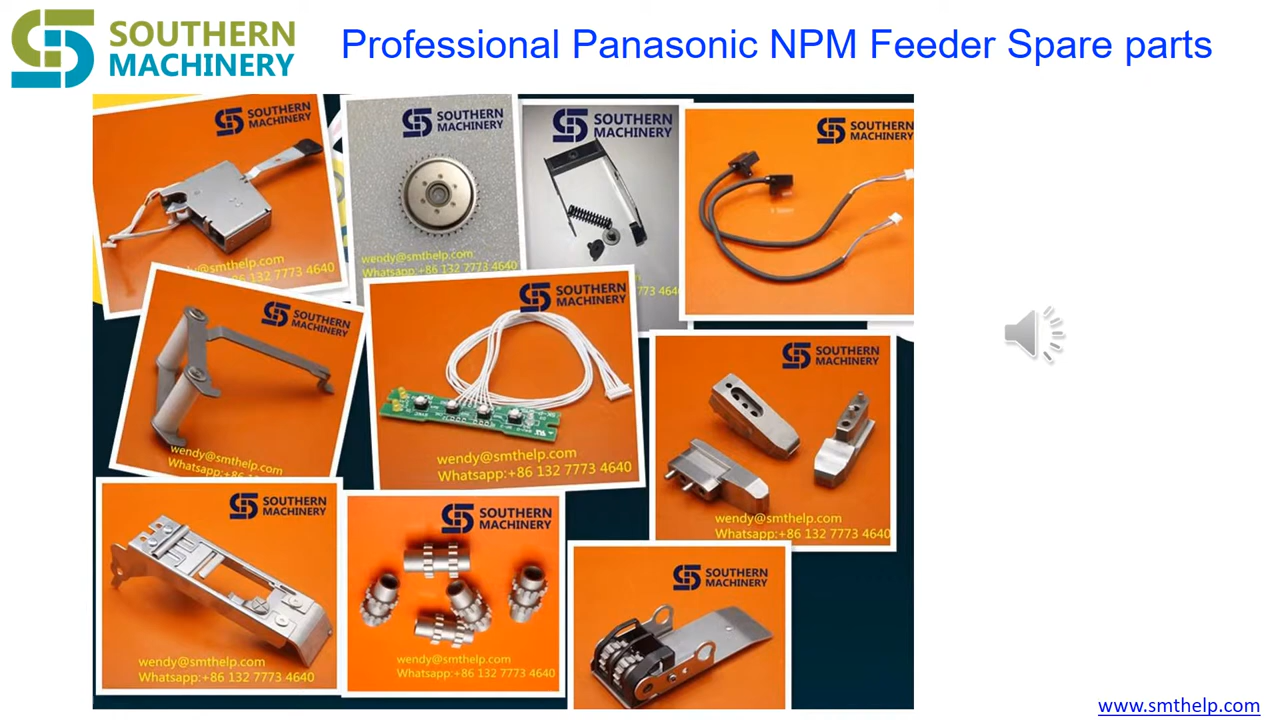 SOUTHERN
MACHINERY
Professional Panasonic NPM Feeder Spare parts
SOUTHERN
MACHINERY
wendy@smthelp.com
+86 132 7773 4640
SOUTHERN
MACHINERY
wendy@smthelp.com
Whatsapp:+86 132 7773 4640
SOUTHERN
MACHINERY
773 4640
SOUTHERN
MACHINERY
SOUTHERN
MACHINERY
wendy@smthelp.com
Whatsapp:+86
SOUTHERN
MACHINERY
wendy@smthelp.com
Whatsapp:+86 132 7773 4640
SOUTHERN
MACHINERY
wendy@smthelp.com
Whatsapp:+86 132 7773 4640
SOUTHERN
MACHINERY
wendy@smthelp.com
Whatsapp:+86 132 7773 4640
SOUTHERN
MACHINERY
wendy@smthelp.com
Whatsapp:+86 132 7773 4640
SOUTHERN
MACHINERY
www.smthelp.com